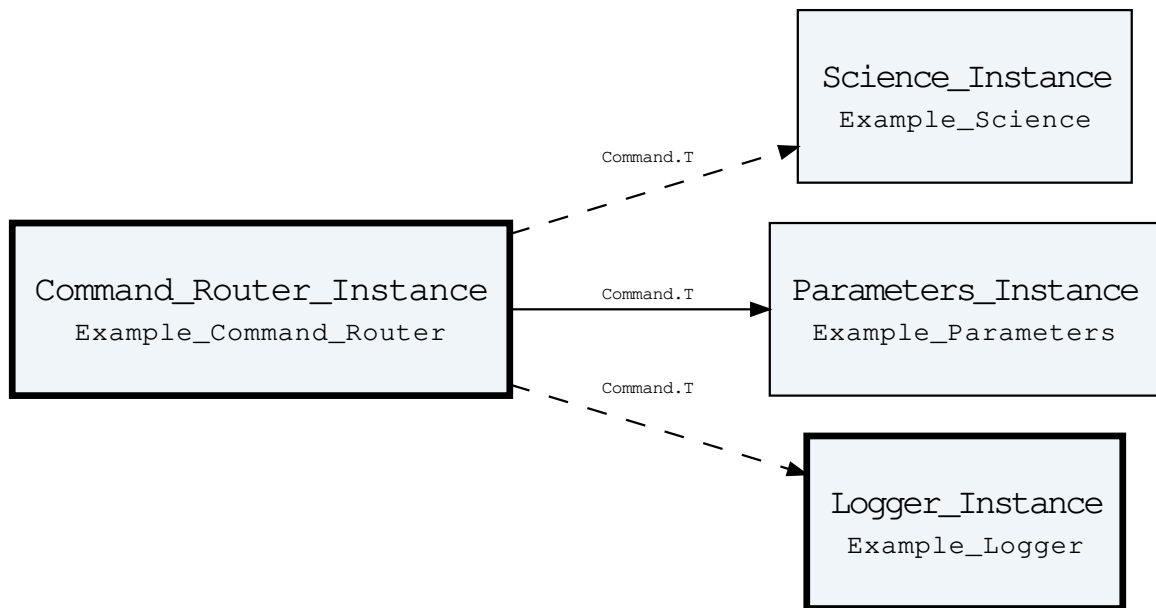 Science_Instance
Example_Science
Command.T
Command_Router_Instance
Example_Command_Router
Command.T
Parameters_Instance
Example_Parameters
Command.T
Logger_Instance
Example_Logger